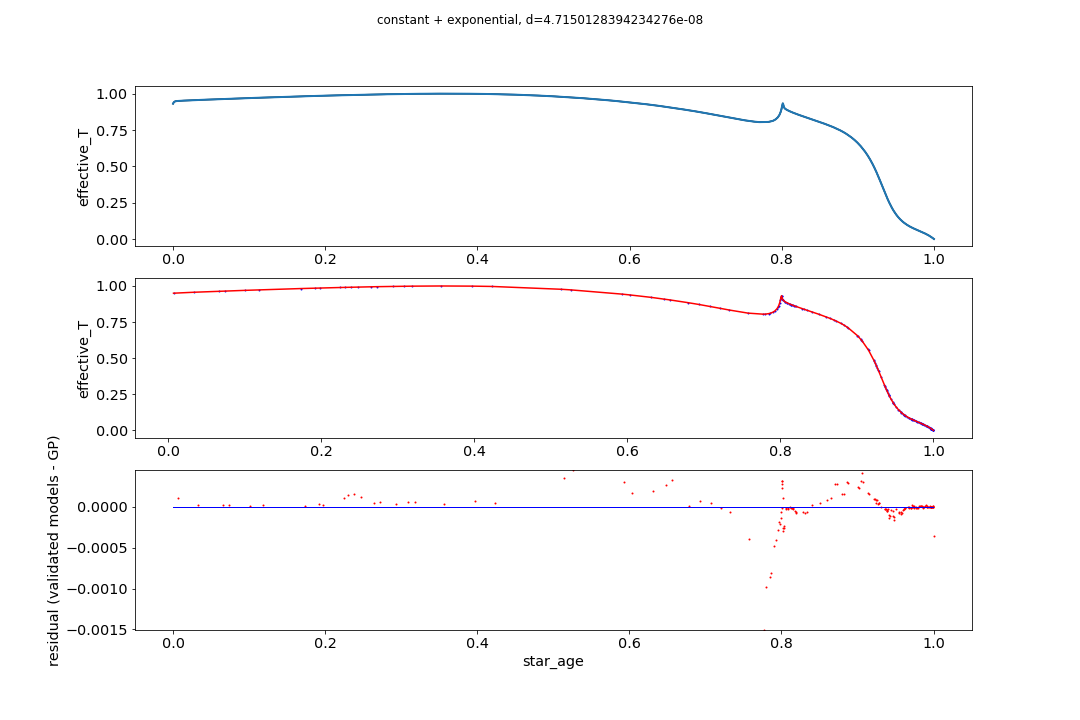 constant + exponential, d=4.7150128394234276e-08
1.00
0.75
0.50
0.25
0.00
effective_T
0.0 0.2 0.4 0.6 0.8 1.0
1.00
0.75
0.50
0.25
0.00
effective_T
0.0 0.2 0.4 0.6 0.8 1.0
0.0000
−0.0005
−0.0010
−0.0015
residual (validated models - GP)
0.0 0.2 0.4 0.6 0.8 1.0
star_age